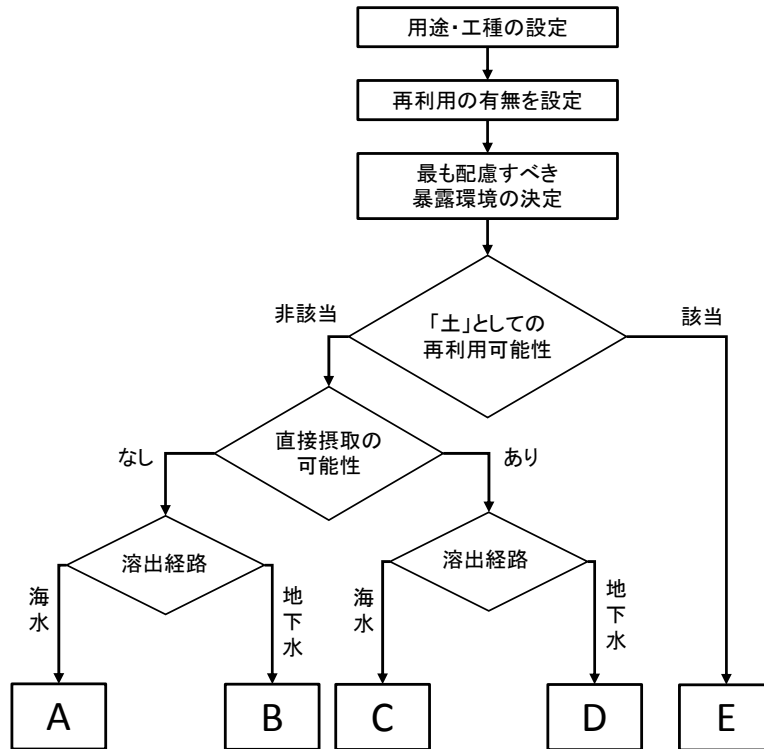 用途・工種の設定
再利用の有無を設定
最も配慮すべき
暴露環境の決定
「土」としての
再利用可能性
非該当
該当
直接摂取の
可能性
なし
あり
溶出経路
溶出経路
海水
地下水
海水
地下水
A
B
C
D
E